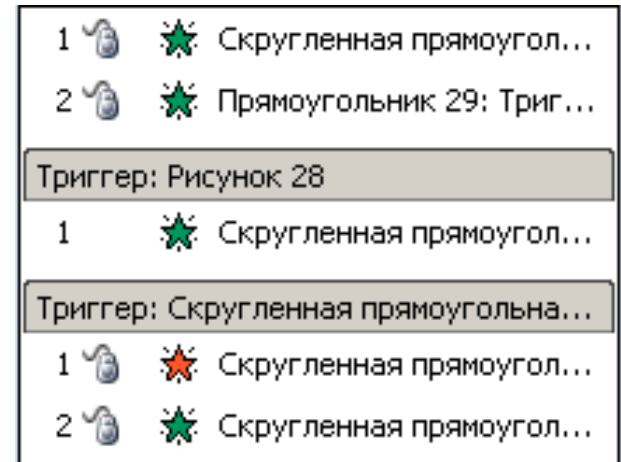 1 Скругленная прямоугол...
2 Прямоугольник 29: Триг...
Триггер: Рисунок 28
1 Скругленная прямоугол...
Триггер: Скругленная прямоугольна...
1 Скругленная прямоугол...
2 Скругленная прямоугол...